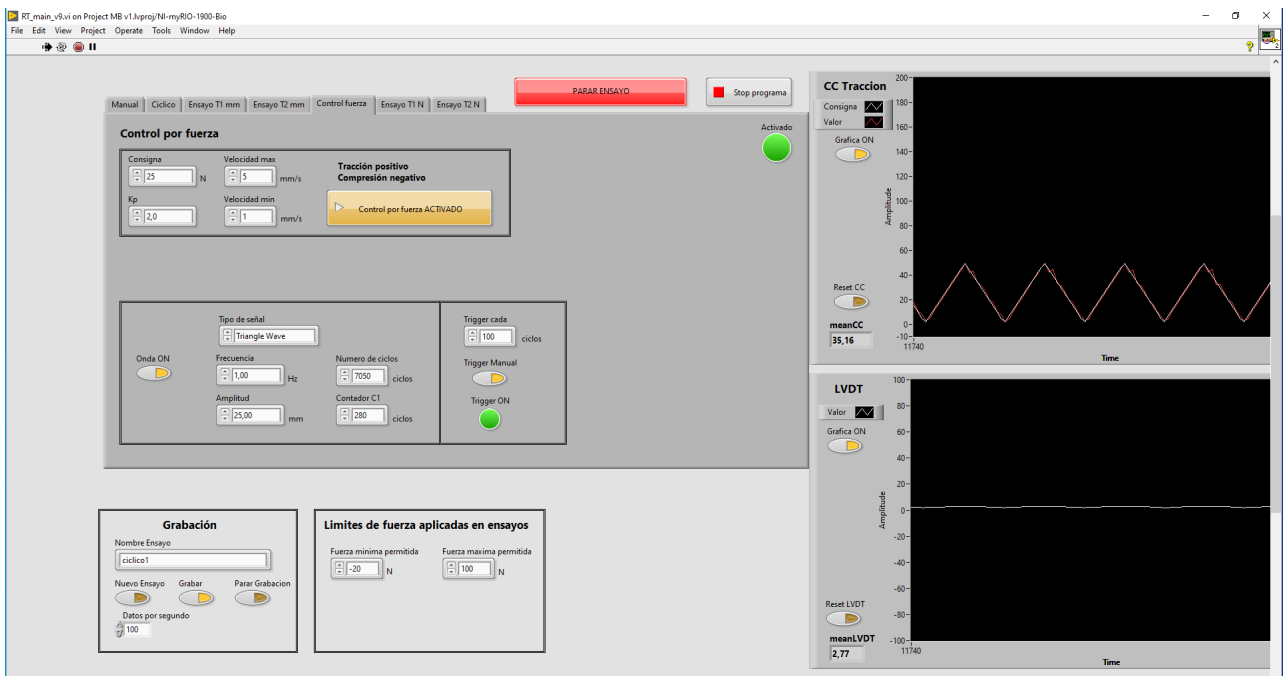 RT_main_v9.vi on Project MB v1.lvproj/NI-myRIO-1900-Bio
File Edit View Project Operate Tools Window Help
2
PARAR ENSAYO
Stop programa
Manual Ciclico Ensayo T1 mm Ensayo T2 mm Control fuerza Ensayo T1 N Ensayo T2 N
Activado
Control por fuerza
Consigna
25 N
Velocidad max
5 mm/s
Kp
2,0
Velocidad min
1 mm/s
Tracción positivo
Compresión negativo
Control por fuerza ACTIVADO
Onda ON
Tipo de señal
Triangle Wave
Frecuencia
1,00 Hz
Amplitud
25,00 mm
Numero de ciclos
7050 ciclos
Contador C1
280 ciclos
Trigger cada
100 ciclos
Trigger Manual
Trigger ON
Grabación
Nombre Ensayo
ciclico1
Nuevo Ensayo Grabar Parar Grabacion
Datos por segundo
100
Limites de fuerza aplicadas en ensayos
Fuerza minima permitida
-20 N
Fuerza maxima permitida
100 N
CC Traccion
Consigna
Valor
Grafica ON
Reset CC
meanCC
35,16
Amplitude
200
180
160
140
120
100
80
60
40
20
0
-10
11740
Time
LVDT
Valor
Grafica ON
Reset LVDT
meanLVDT
2,77
Amplitude
100
80
60
40
20
0
-20
-40
-60
-80
-100
11740
Time